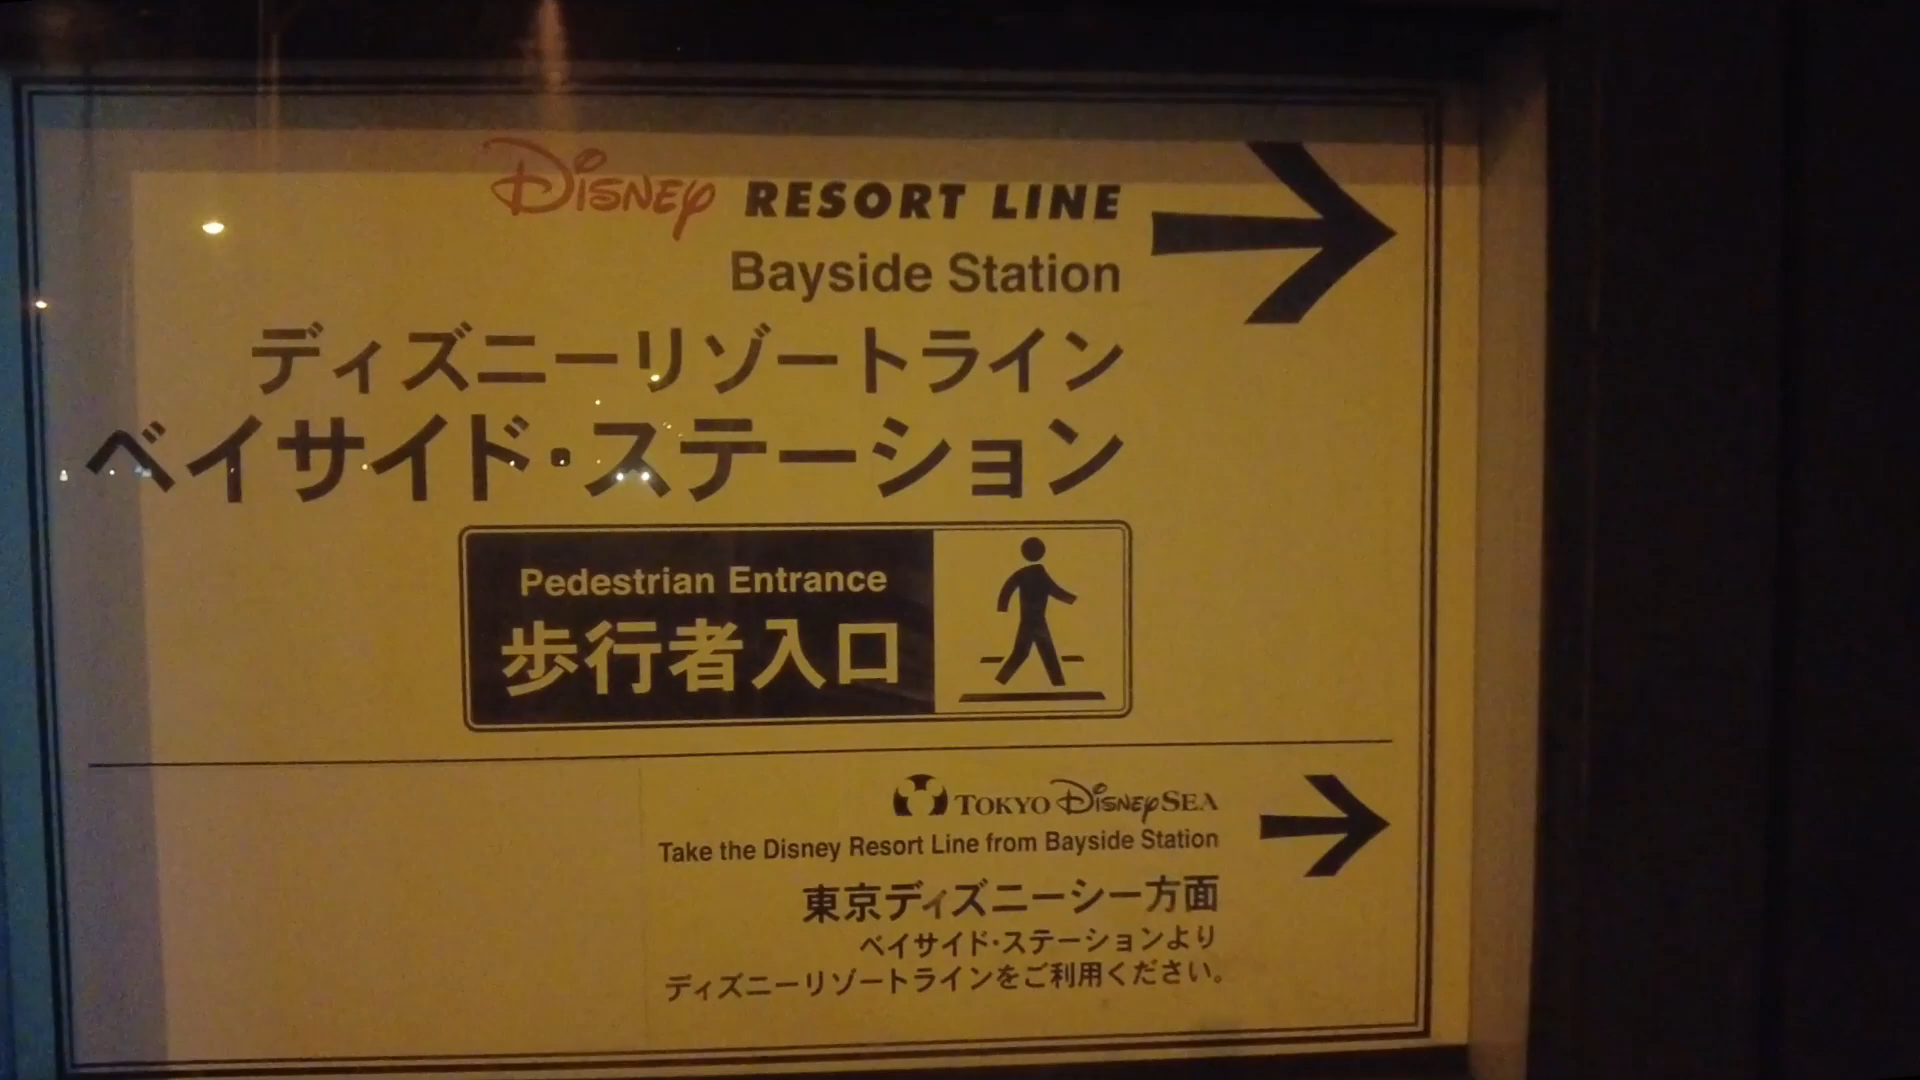 Disney RESORT LINE
Bayside Station
ディズニーリゾートライン
ベイサイド・ステーション
Pedestrian Entrance
歩行者入口
TOKYO DisneySEA
Take the Disney Resort Line from Bayside Station
東京ディズニーシー方面
ベイサイド・ステーションより
ディズニーリゾートラインをご利用ください。